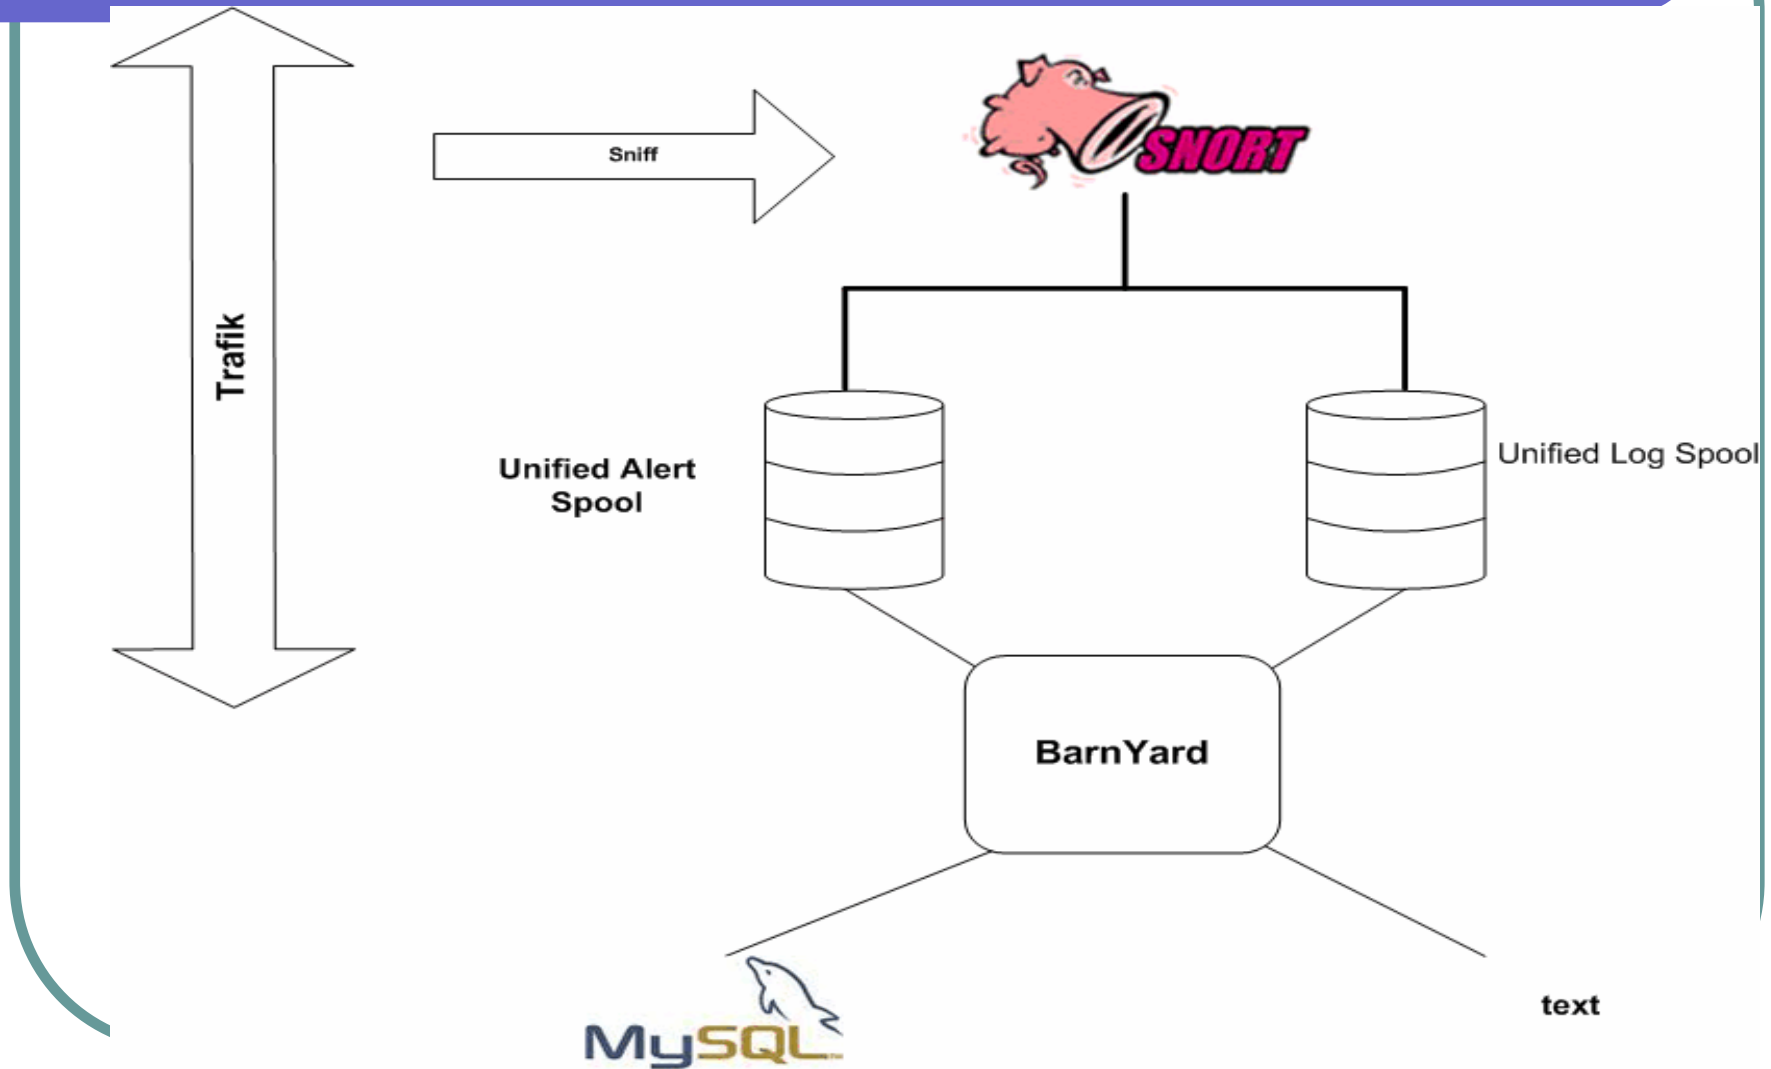 Sniff
SNORT
Trafik
Unified Alert
Spool
Unified Log Spool
BarnYard
MySQL
text